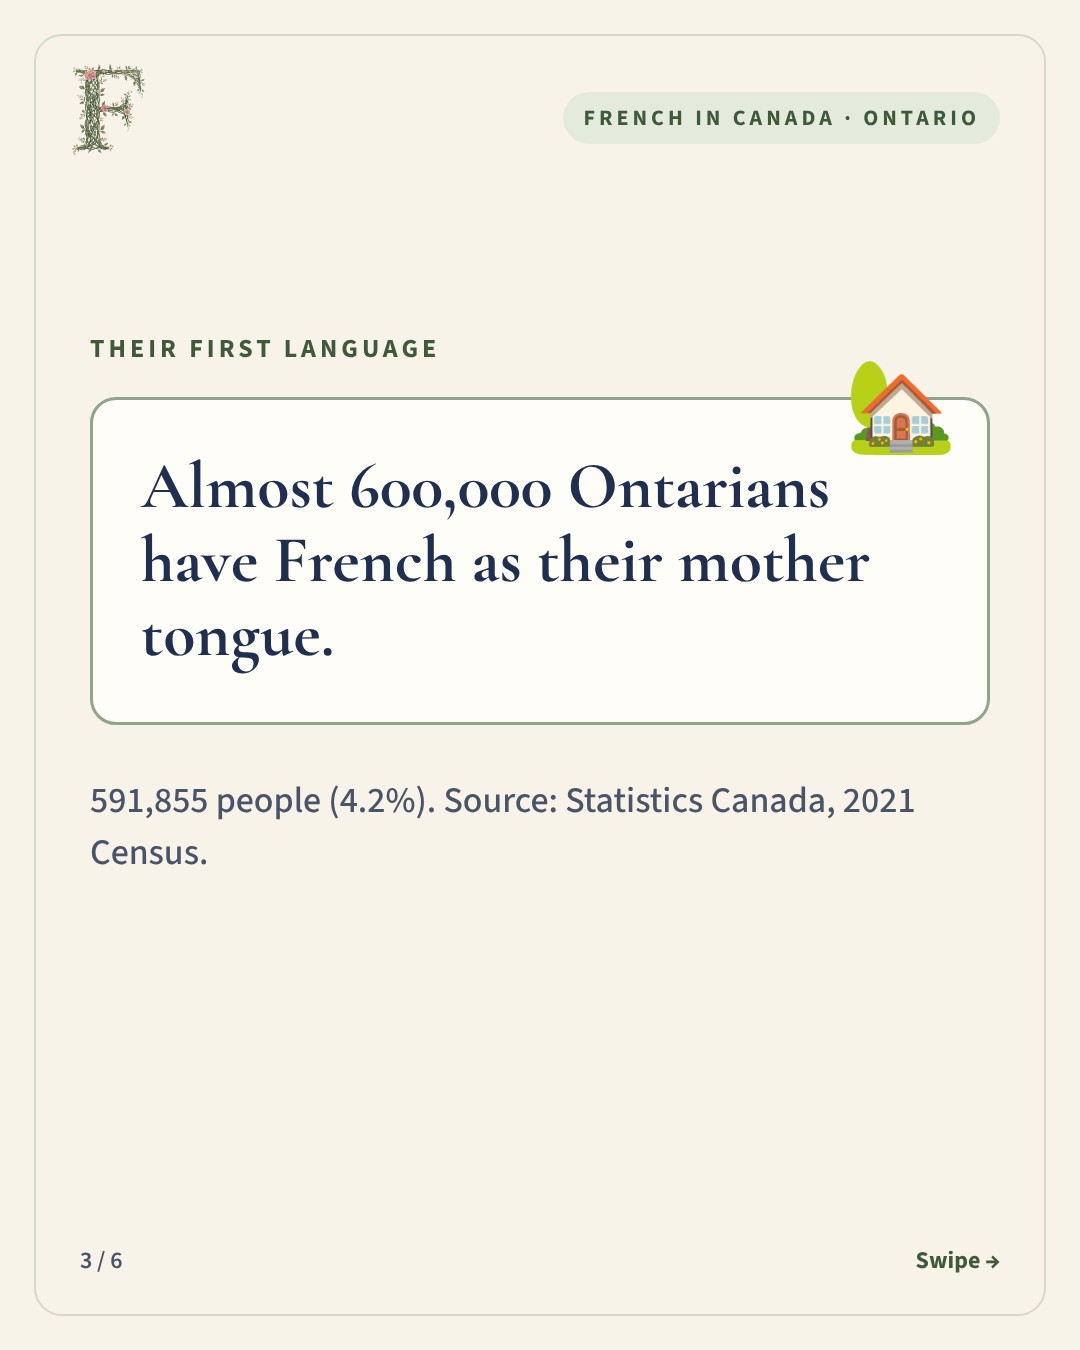 F
FRENCH IN CANADA · ONTARIO
THEIR FIRST LANGUAGE
Almost 600,000 Ontarians
have French as their mother
tongue.
591,855 people (4.2%). Source: Statistics Canada, 2021
Census.
3 / 6
Swipe →